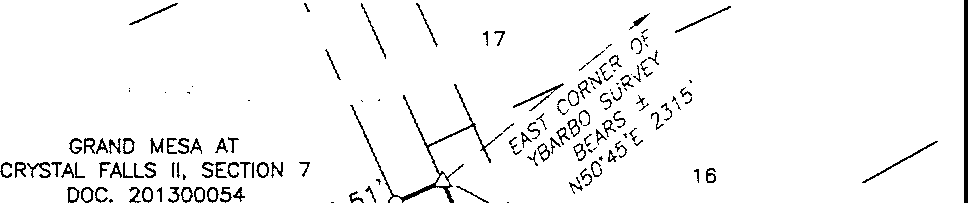 17
EAST CORNER OF
YBARBO SURVEY
BEARS ±
N50°45'E 2315'
GRAND MESA AT
CRYSTAL FALLS II, SECTION 7
DOC. 201300054
16
51'